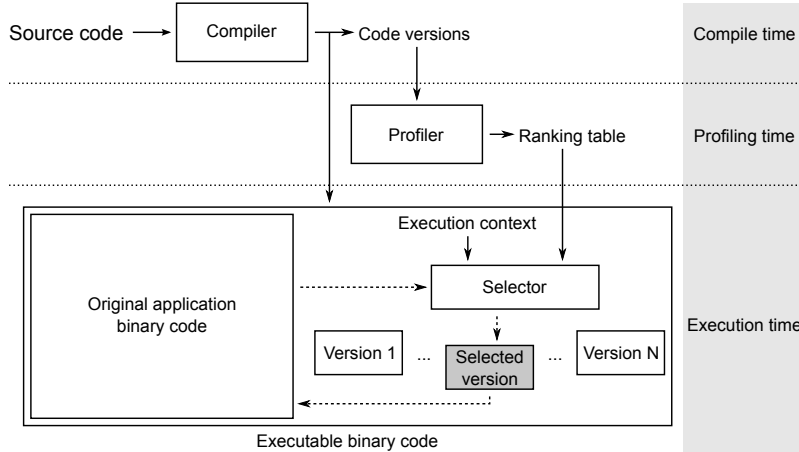 Source code
Compiler
Code versions
Compile time
Profiler
Ranking table
Profiling time
Execution context
Selector
Original application
binary code
Execution time
Version 1
...
Selected
version
...
Version N
Executable binary code